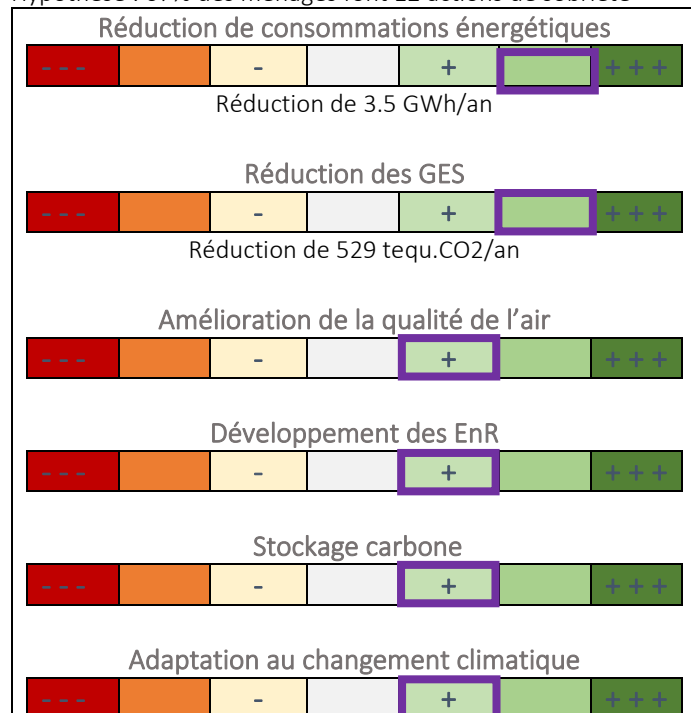 Réduction de consommations énergétiques
- - - - + + + +
Réduction de 3.5 GWh/an
Réduction des GES
- - - - + + + +
Réduction de 529 tequ.CO2/an
Amélioration de la qualité de l'air
- - - - + + + +
Développement des EnR
- - - - + + + +
Stockage carbone
- - - - + + + +
Adaptation au changement climatique
- - - - + + + +